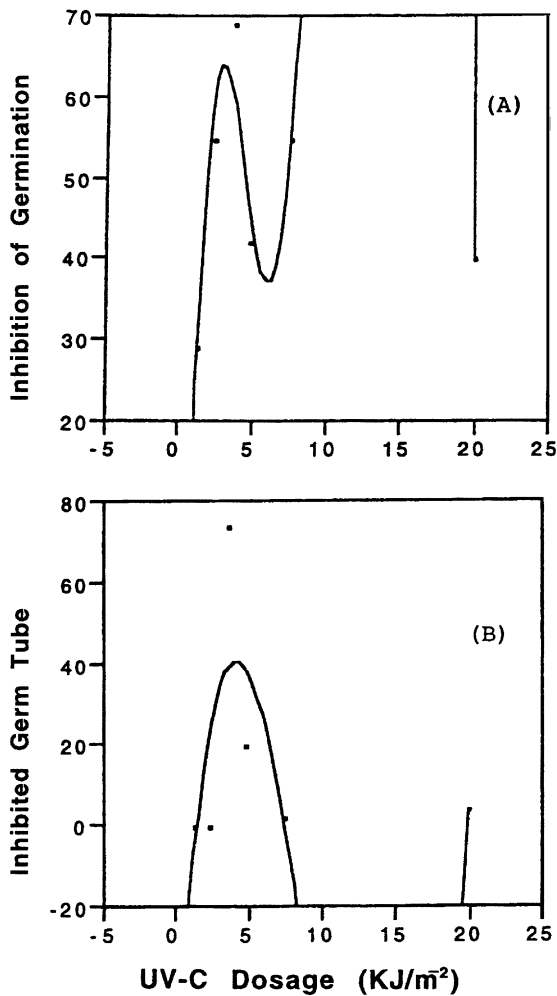 70
60
50
40
30
20
-5 0 5 10 15 20 25
Inhibition of Germination
(A)
80
60
40
20
0
-20
-5 0 5 10 15 20 25
Inhibited Germ Tube
(B)
UV-C Dosage (KJ/m̄²)